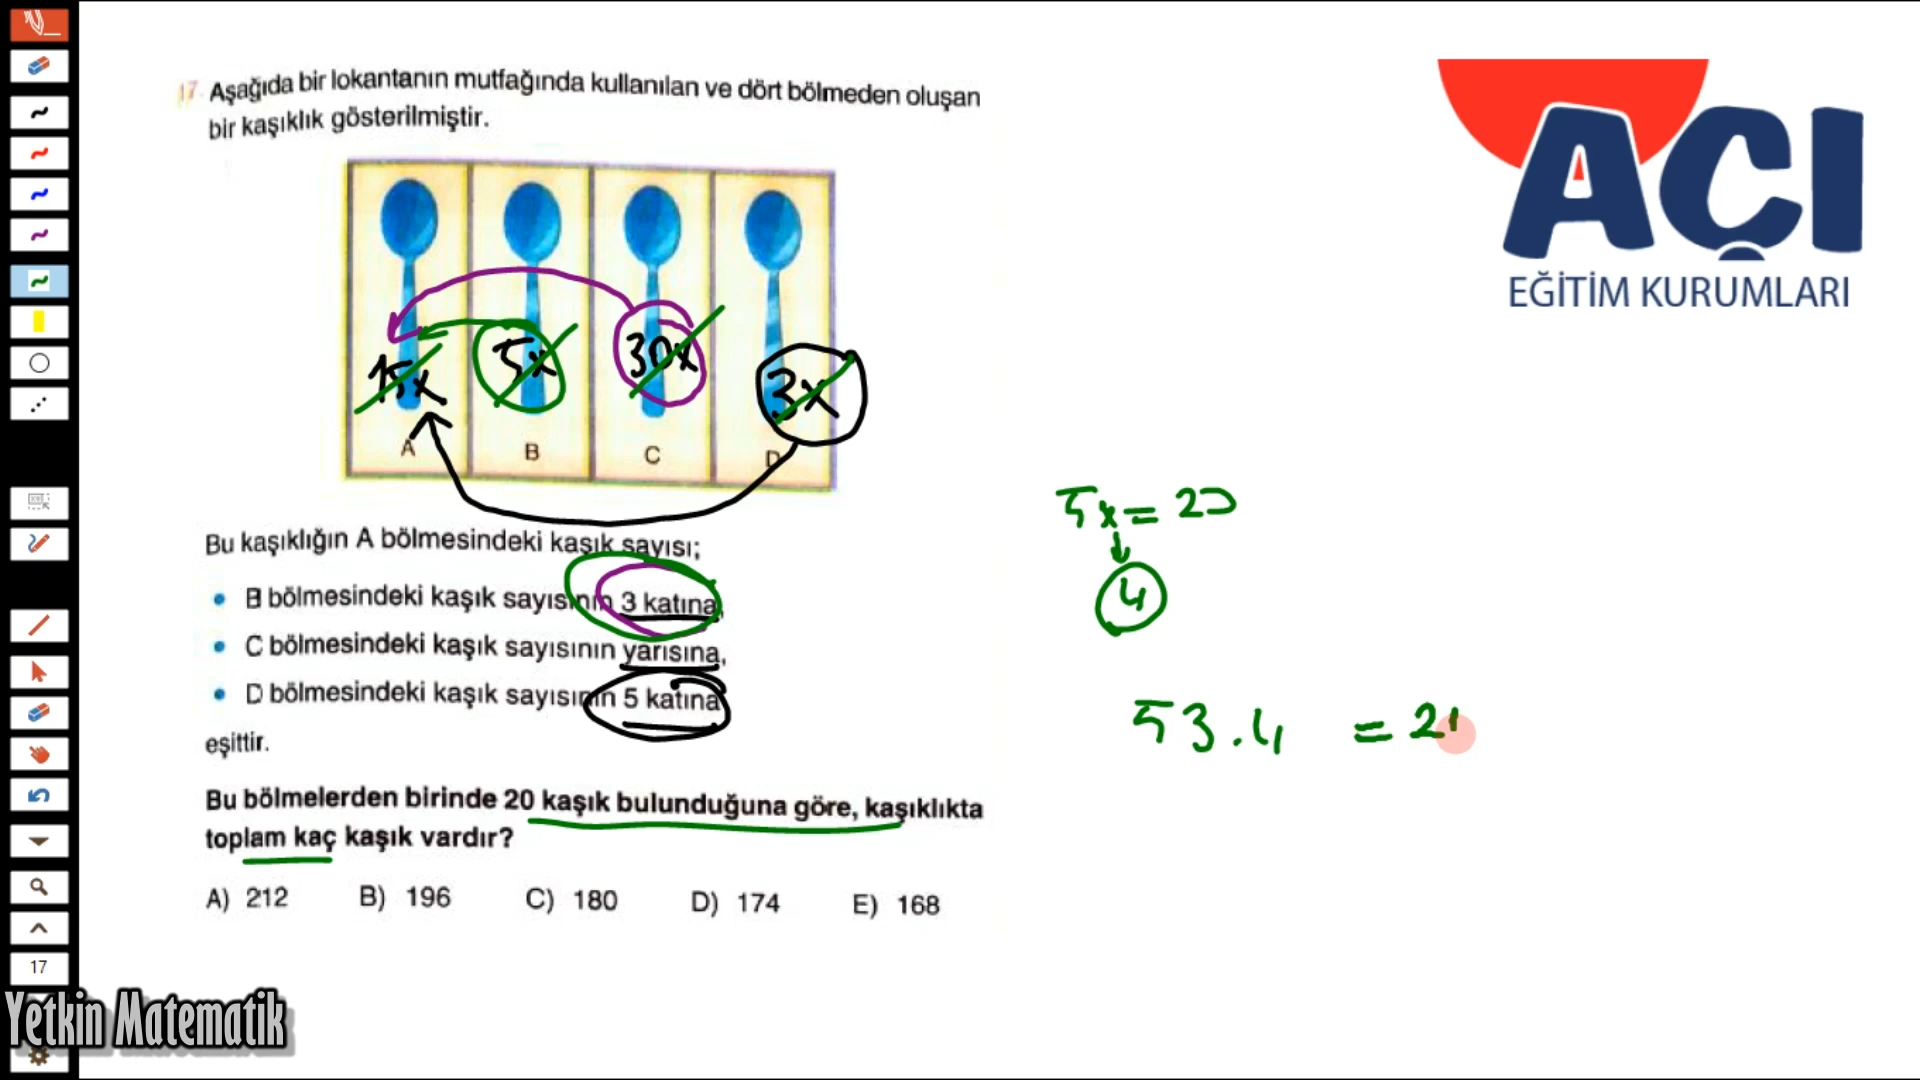 17. Aşağıda bir lokantanın mutfağında kullanılan ve dört bölmeden oluşan
bir kaşıklık gösterilmiştir.
AÇI
EĞİTİM KURUMLARI
15x 5x 30x 3x
A B C D
5x = 20
4
Bu kaşıklığın A bölmesindeki kaşık sayısı;
• B bölmesindeki kaşık sayısının 3 katına,
• C bölmesindeki kaşık sayısının yarısına,
• D bölmesindeki kaşık sayısının 5 katına
eşittir.
53.4 = 21
Bu bölmelerden birinde 20 kaşık bulunduğuna göre, kaşıklıkta
toplam kaç kaşık vardır?
A) 212 B) 196 C) 180 D) 174 E) 168
17
Yetkin Matematik